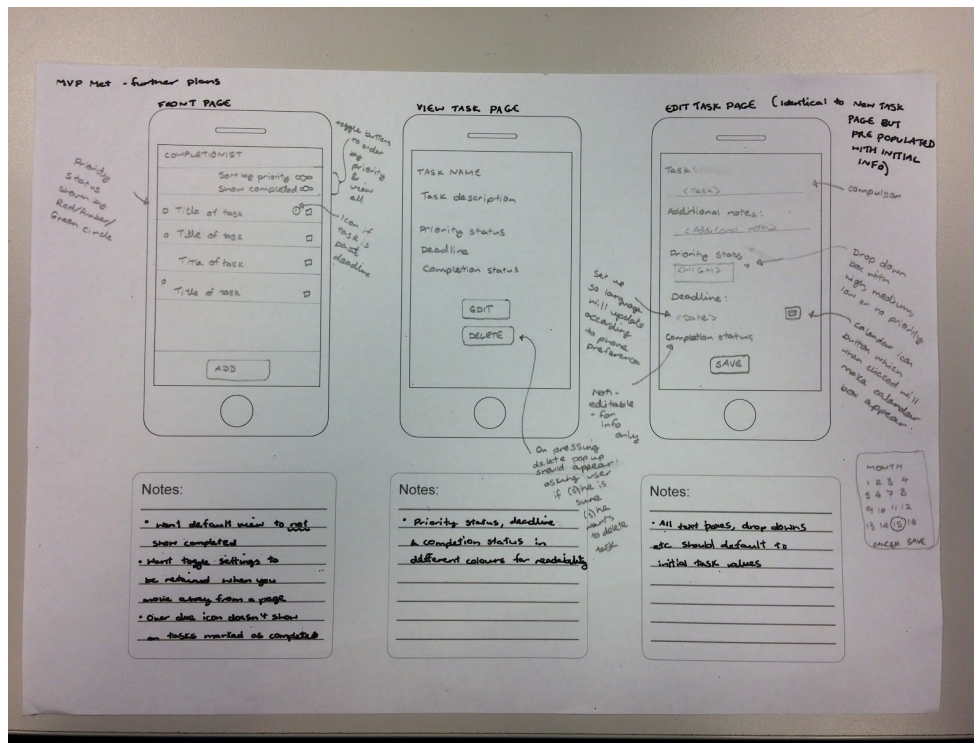 MVP Met - further plans
FRONT PAGE
COMPLETIONIST
Sort by priority
Show completed
Title of task
Title of task
Title of task
Title of task
ADD
Priority
Status
shown by
Red/Amber/
Green circle
toggle buttons
to order
by
priority
&
view
all
Icon if
task is
past
deadline
Notes:
• Want default view to not
show completed
• Want toggle settings to
be retained when you
move away from a page
• Over due icon doesn't show
on tasks marked as completed
VIEW TASK PAGE
TASK NAME
Task description
Priority status
Deadline
Completion status
EDIT
DELETE
On pressing
delete pop up
should appear
asking user
if (s)he is
sure
(s)he
wants
to delete
task
Notes:
• Priority status, deadline
& completion status in
different colours for readability
EDIT TASK PAGE (identical to NEW TASK
PAGE BUT
PRE POPULATED
WITH INITIAL
INFO)
Task:
<Task>
Additional notes:
<Additional notes>
Priority status
<HIGH>
Deadline:
<Date>
Completion status
SAVE
Set up
so language
will update
according
to phone
preference
Non-
editable
- for
info
only
Drop down
box with
high medium,
low or no priority
calendar icon
button which
when clicked will
make calendar
box appear
MONTH
1 2 3 4
5 6 7 8
9 10 11 12
13 14 15 16
CANCEL SAVE
Notes:
• All text boxes, drop downs
etc should default to
initial task values